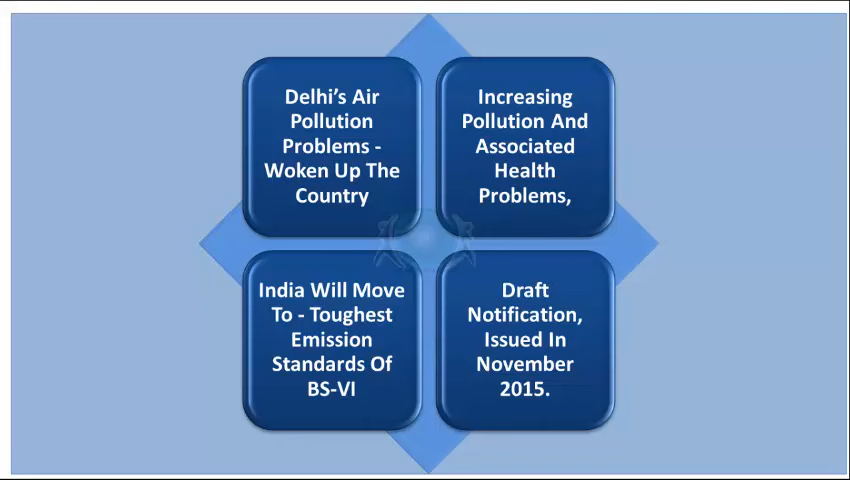 Delhi’s Air
Pollution
Problems -
Woken Up The
Country
Increasing
Pollution And
Associated
Health
Problems,
India Will Move
To - Toughest
Emission
Standards Of
BS-VI
Draft
Notification,
Issued In
November
2015.